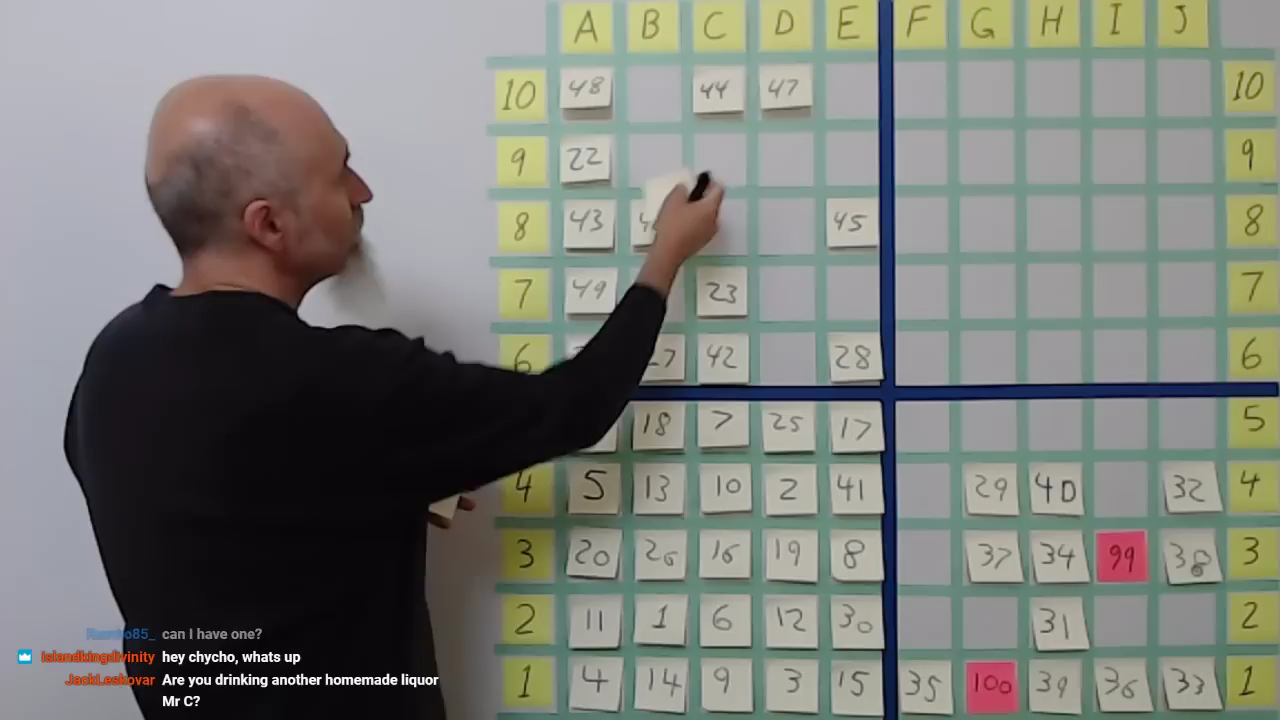 A B C D E F G H I J
10 48 44 47 10
9 22 9
8 43 45 8
7 49 23 7
6 42 28 6
18 7 25 17 5
4 5 13 10 2 41 29 40 32 4
3 20 26 16 19 8 37 34 99 38 3
2 11 1 6 12 30 31 2
1 4 14 9 3 15 35 100 39 36 33 1
can I have one?
islandkingdivinity hey chycho, whats up
JackLeskovar Are you drinking another homemade liquor
Mr C?